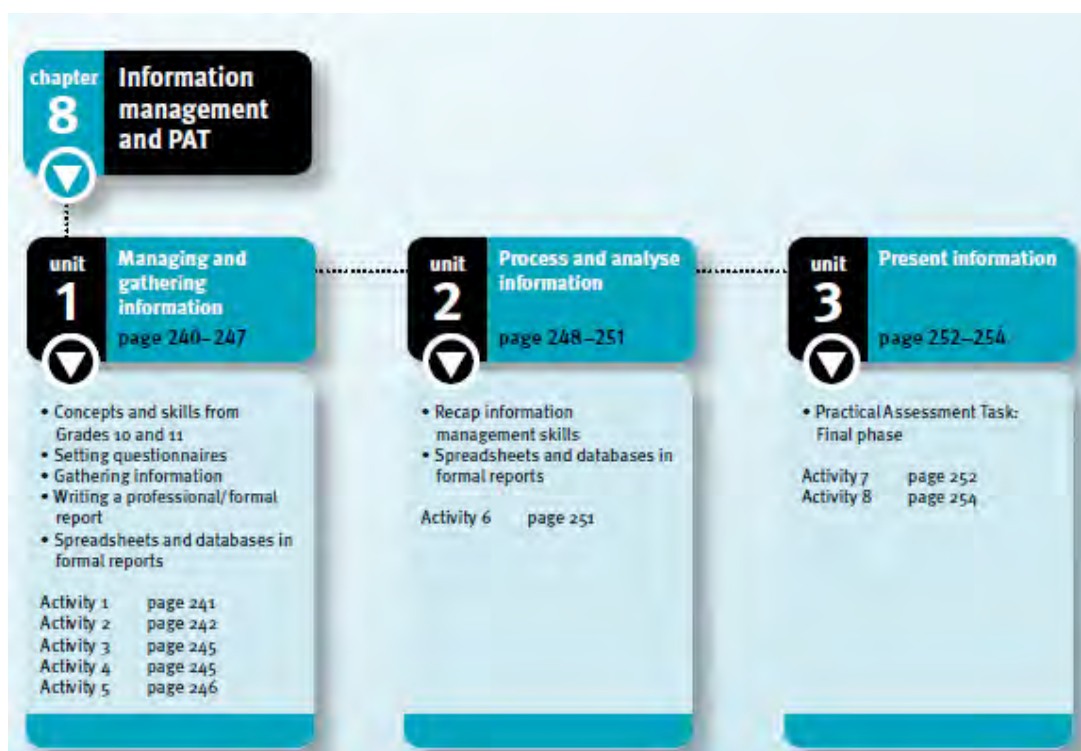 chapter
8
Information
management
and PAT
unit
1
Managing and
gathering
information
page 240–247
• Concepts and skills from
Grades 10 and 11
• Setting questionnaires
• Gathering information
• Writing a professional/formal
report
• Spreadsheets and databases in
formal reports
Activity 1 page 241
Activity 2 page 242
Activity 3 page 245
Activity 4 page 245
Activity 5 page 246
unit
2
Process and analyse
information
page 248–251
• Recap information
management skills
• Spreadsheets and databases in
formal reports
Activity 6 page 251
unit
3
Present information
page 252–254
• Practical Assessment Task:
Final phase
Activity 7 page 252
Activity 8 page 254